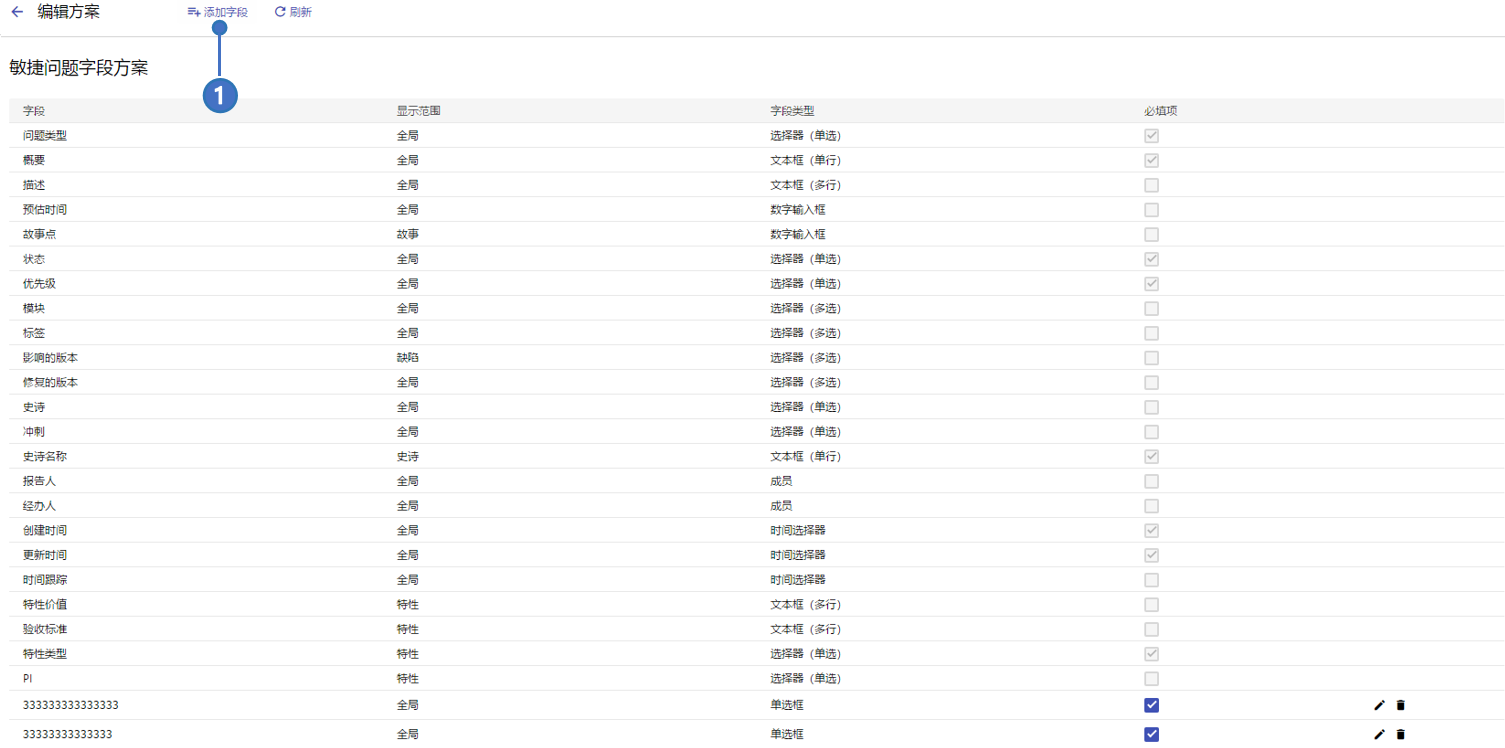 编辑方案 添加字段 刷新
敏捷问题字段方案
1
字段 显示范围 字段类型 必填项
问题类型 全局 选择器（单选）
概要 全局 文本框（单行）
描述 全局 文本框（多行）
预估时间 全局 数字输入框
故事点 故事 数字输入框
状态 全局 选择器（单选）
优先级 全局 选择器（单选）
模块 全局 选择器（多选）
标签 全局 选择器（多选）
影响的版本 缺陷 选择器（多选）
修复的版本 全局 选择器（多选）
史诗 全局 选择器（单选）
冲刺 全局 选择器（单选）
史诗名称 史诗 文本框（单行）
报告人 全局 成员
经办人 全局 成员
创建时间 全局 时间选择器
更新时间 全局 时间选择器
时间跟踪 全局 时间选择器
特性价值 特性 文本框（多行）
验收标准 特性 文本框（多行）
特性类型 特性 选择器（单选）
PI 特性 选择器（单选）
333333333333333 全局 单选框
33333333333333 全局 单选框